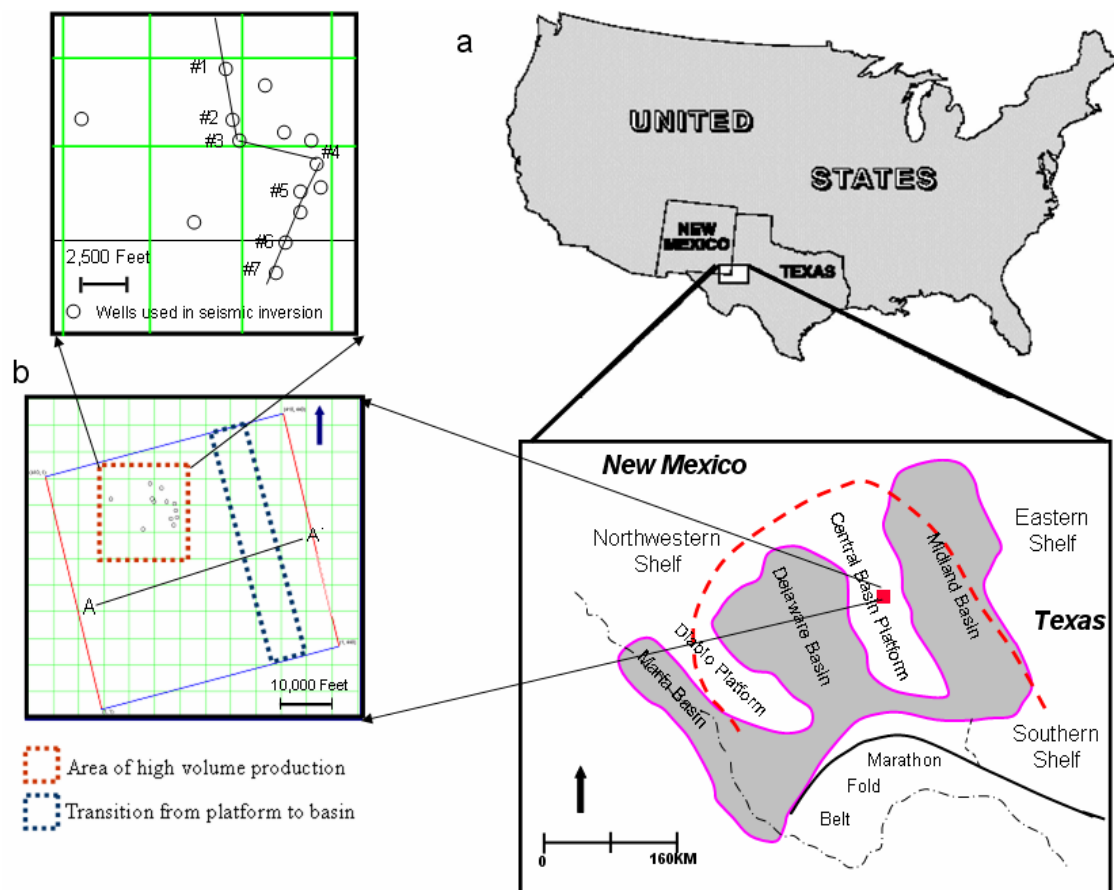 a
UNITED
STATES
NEW
MEXICO
TEXAS
#1
#2
#3
#4
#5
#6
#7
2,500 Feet
Wells used in seismic inversion
b
A
A'
10,000 Feet
Area of high volume production
Transition from platform to basin
New Mexico
Northwestern
Shelf
Eastern
Shelf
Central Basin Platform
Midland Basin
Delaware Basin
Texas
Diablo Platform
Marfa Basin
Southern
Shelf
Marathon
Fold
Belt
0
160KM